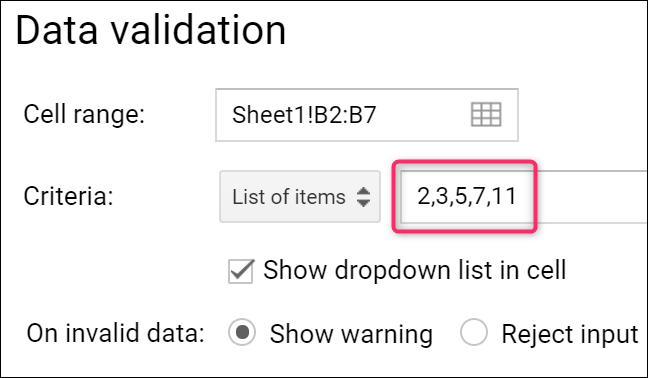 Data validation
Cell range: Sheet1!B2:B7
Criteria: List of items 2,3,5,7,11
Show dropdown list in cell
On invalid data: Show warning Reject input